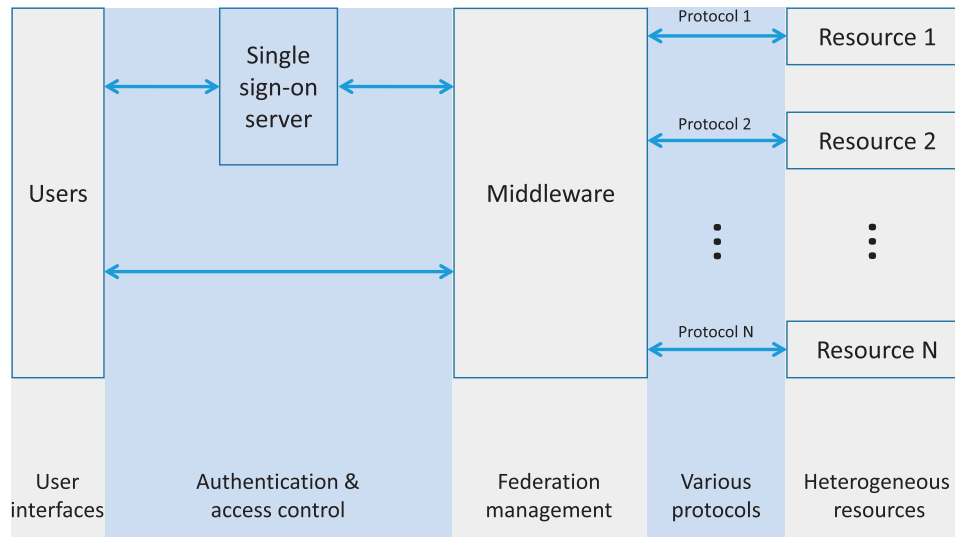 Protocol 1
Single
sign-on
server
Resource 1
Protocol 2
Resource 2
Users
Middleware
Protocol N
Resource N
User
interfaces
Authentication &
access control
Federation
management
Various
protocols
Heterogeneous
resources